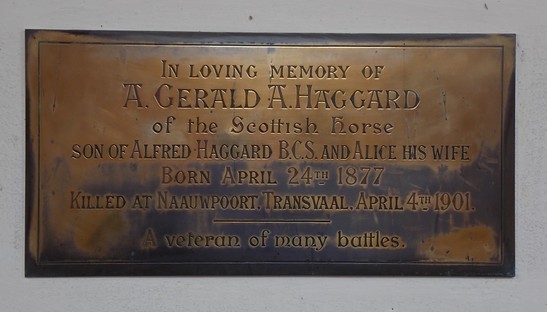 In loving memory of
A. Gerald A. Haggard
of the Scottish Horse
son of Alfred Haggard B.C.S. and Alice his wife
Born April 24th 1877
Killed at Naauwpoort, Transvaal, April 4th 1901.
A veteran of many battles.